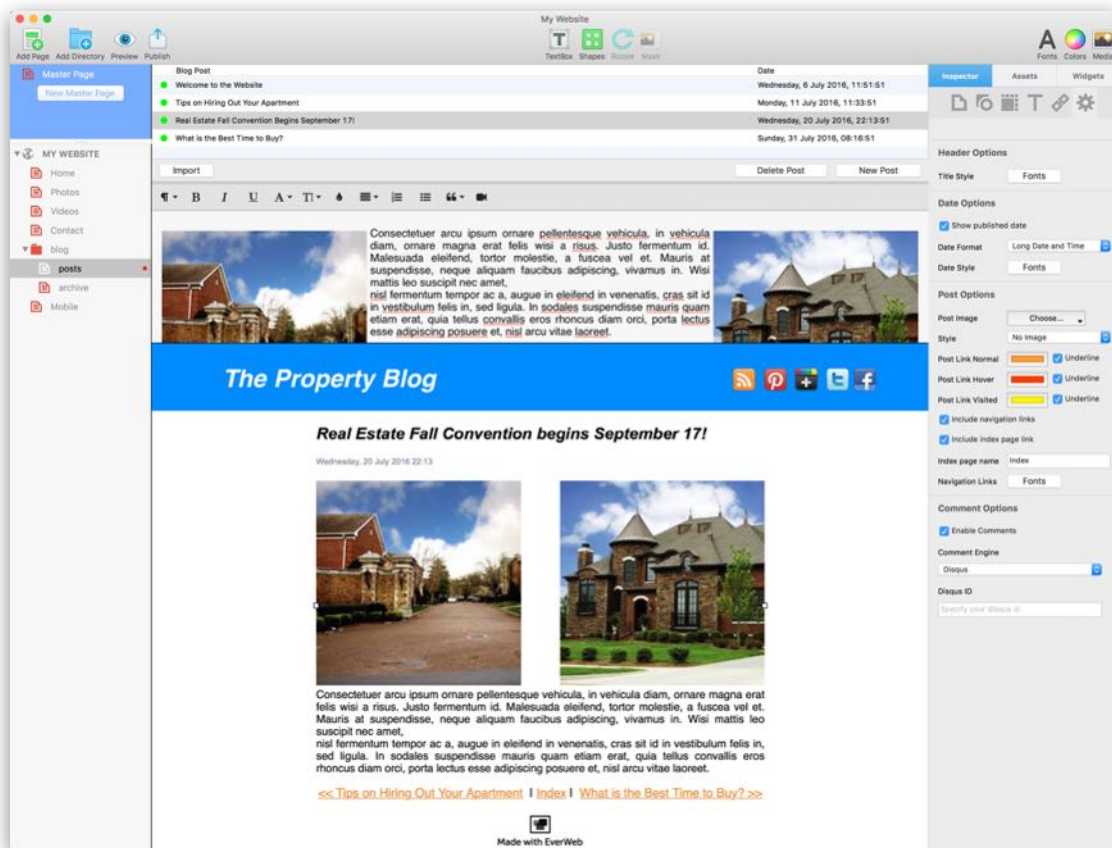 My Website
Add Page Add Directory Preview Publish
T
TextBox Shapes Rotate Mask
A
Fonts Colors Media
Master Page
New Master Page
MY WEBSITE
Home
Photos
Videos
Contact
blog
posts
archive
Mobile
Blog Post Date
Welcome to the Website Wednesday, 6 July 2016, 11:51:51
Tips on Hiring Out Your Apartment Monday, 11 July 2016, 11:33:51
Real Estate Fall Convention Begins September 17! Wednesday, 20 July 2016, 22:13:51
What is the Best Time to Buy? Sunday, 31 July 2016, 08:16:51
Import Delete Post New Post
¶ B I U A TI
Consectetuer arcu ipsum ornare pellentesque vehicula, in vehicula
diam, ornare magna erat felis wisi a risus. Justo fermentum id.
Malesuada eleifend, tortor molestie, a fuscea vel et. Mauris at
suspendisse, neque aliquam faucibus adipiscing, vivamus in. Wisi
mattis leo suscipit nec amet,
nisl fermentum tempor ac a, augue in eleifend in venenatis, cras sit id
in vestibulum felis in, sed ligula. In sodales suspendisse mauris quam
etiam erat, quia tellus convallis eros rhoncus diam orci, porta lectus
esse adipiscing posuere et, nisl arcu vitae laoreet.
The Property Blog
Real Estate Fall Convention begins September 17!
Wednesday, 20 July 2016 22:13
Consectetuer arcu ipsum ornare pellentesque vehicula, in vehicula diam, ornare magna erat
felis wisi a risus. Justo fermentum id. Malesuada eleifend, tortor molestie, a fuscea vel et.
Mauris at suspendisse, neque aliquam faucibus adipiscing, vivamus in. Wisi mattis leo
suscipit nec amet,
nisl fermentum tempor ac a, augue in eleifend in venenatis, cras sit id in vestibulum felis in,
sed ligula. In sodales suspendisse mauris quam etiam erat, quia tellus convallis eros
rhoncus diam orci, porta lectus esse adipiscing posuere et, nisl arcu vitae laoreet.
<< Tips on Hiring Out Your Apartment | Index | What is the Best Time to Buy? >>
Made with EverWeb
Inspector Assets Widgets
Header Options
Title Style Fonts
Date Options
Show published date
Date Format Long Date and Time
Date Style Fonts
Post Options
Post Image Choose...
Style No Image
Post Link Normal Underline
Post Link Hover Underline
Post Link Visited Underline
Include navigation links
Include index page link
Index page name Index
Navigation Links Fonts
Comment Options
Enable Comments
Comment Engine
Disqus
Disqus ID
Specify your disqus id